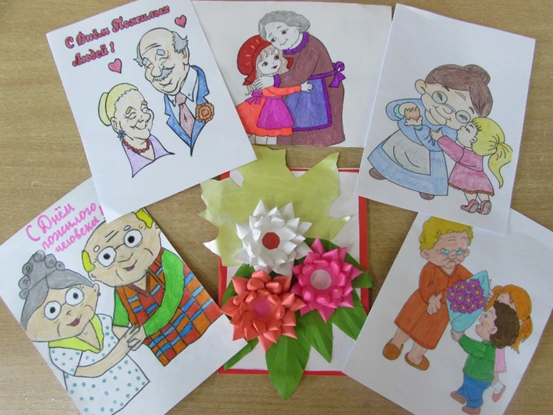 С Днём Пожилых
Людей!
С Днём
пожилого
человека!